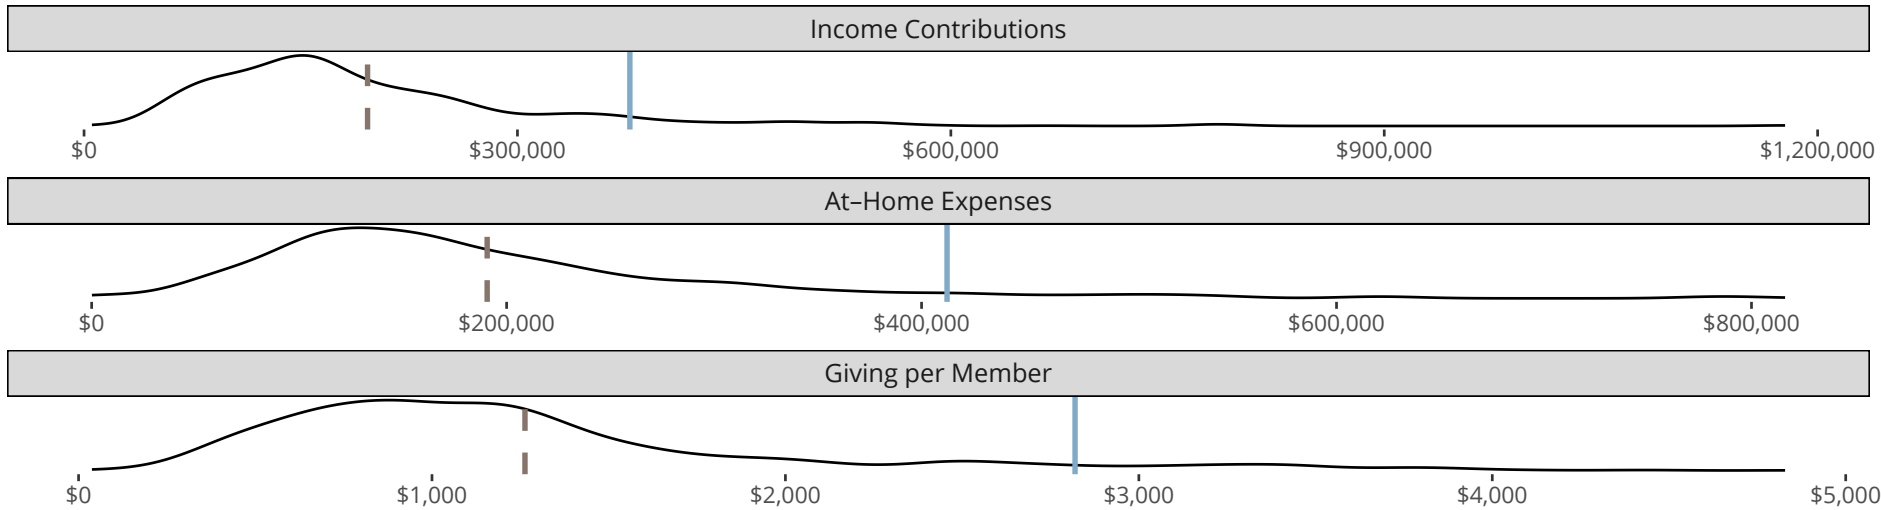 Income Contributions
$0 $300,000 $600,000 $900,000 $1,200,000
At–Home Expenses
$0 $200,000 $400,000 $600,000 $800,000
Giving per Member
$0 $1,000 $2,000 $3,000 $4,000 $5,000